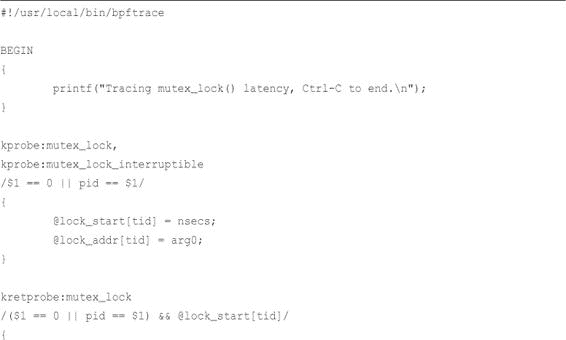 #!/usr/local/bin/bpftrace
BEGIN
{
printf("Tracing mutex_lock() latency, Ctrl-C to end.\n");
}
kprobe:mutex_lock,
kprobe:mutex_lock_interruptible
/$1 == 0 || pid == $1/
{
@lock_start[tid] = nsecs;
@lock_addr[tid] = arg0;
}
kretprobe:mutex_lock
/($1 == 0 || pid == $1) && @lock_start[tid]/
{